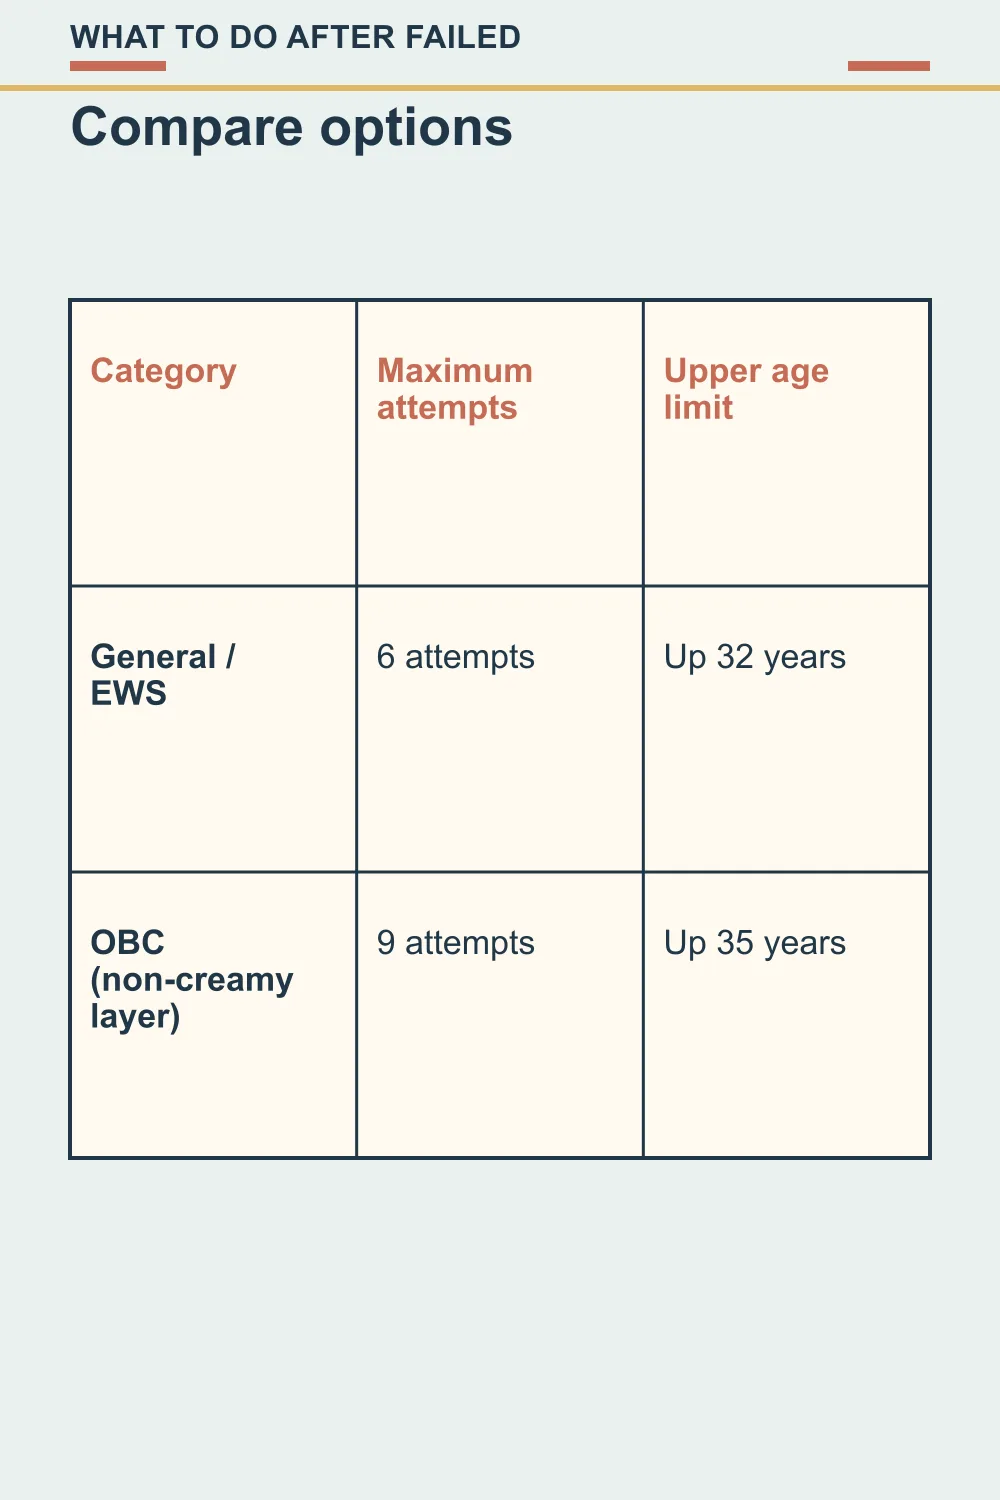 WHAT TO DO AFTER FAILED
Compare options
Category
Maximum
attempts
Upper age
limit
General /
EWS
6 attempts
Up 32 years
OBC
(non-creamy
layer)
9 attempts
Up 35 years